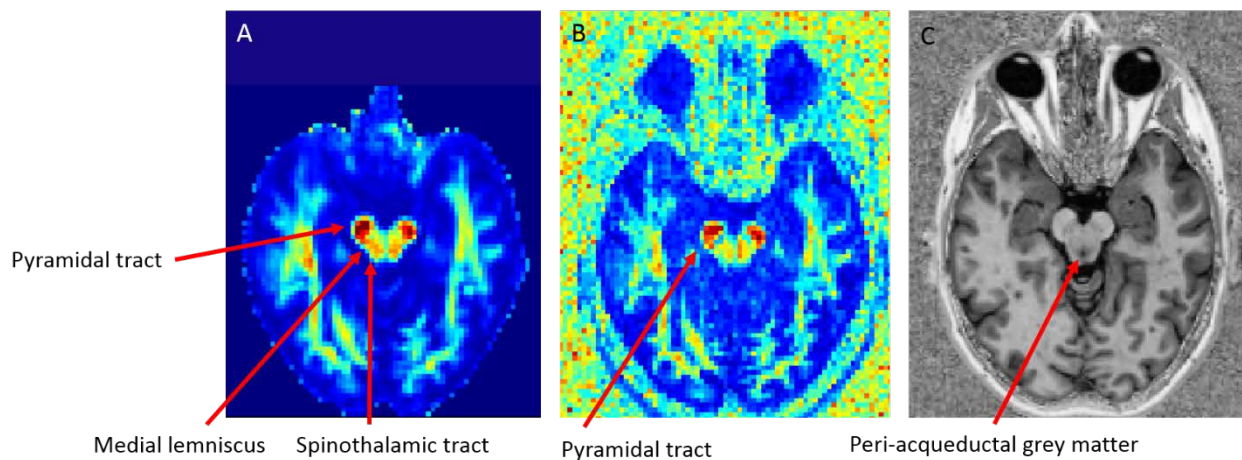 A
B
C
Pyramidal tract
Medial lemniscus
Spinothalamic tract
Pyramidal tract
Peri-acqueductal grey matter